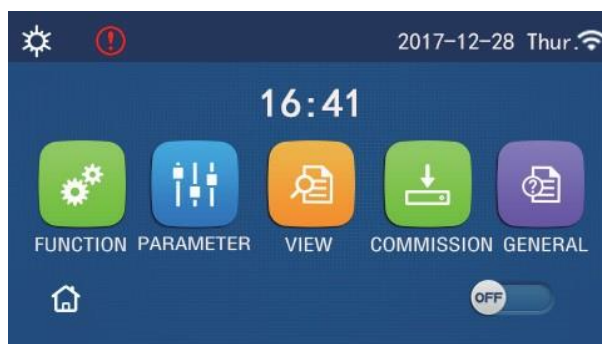 2017-12-28 Thur.
16:41
FUNCTION PARAMETER VIEW COMMISSION GENERAL
OFF